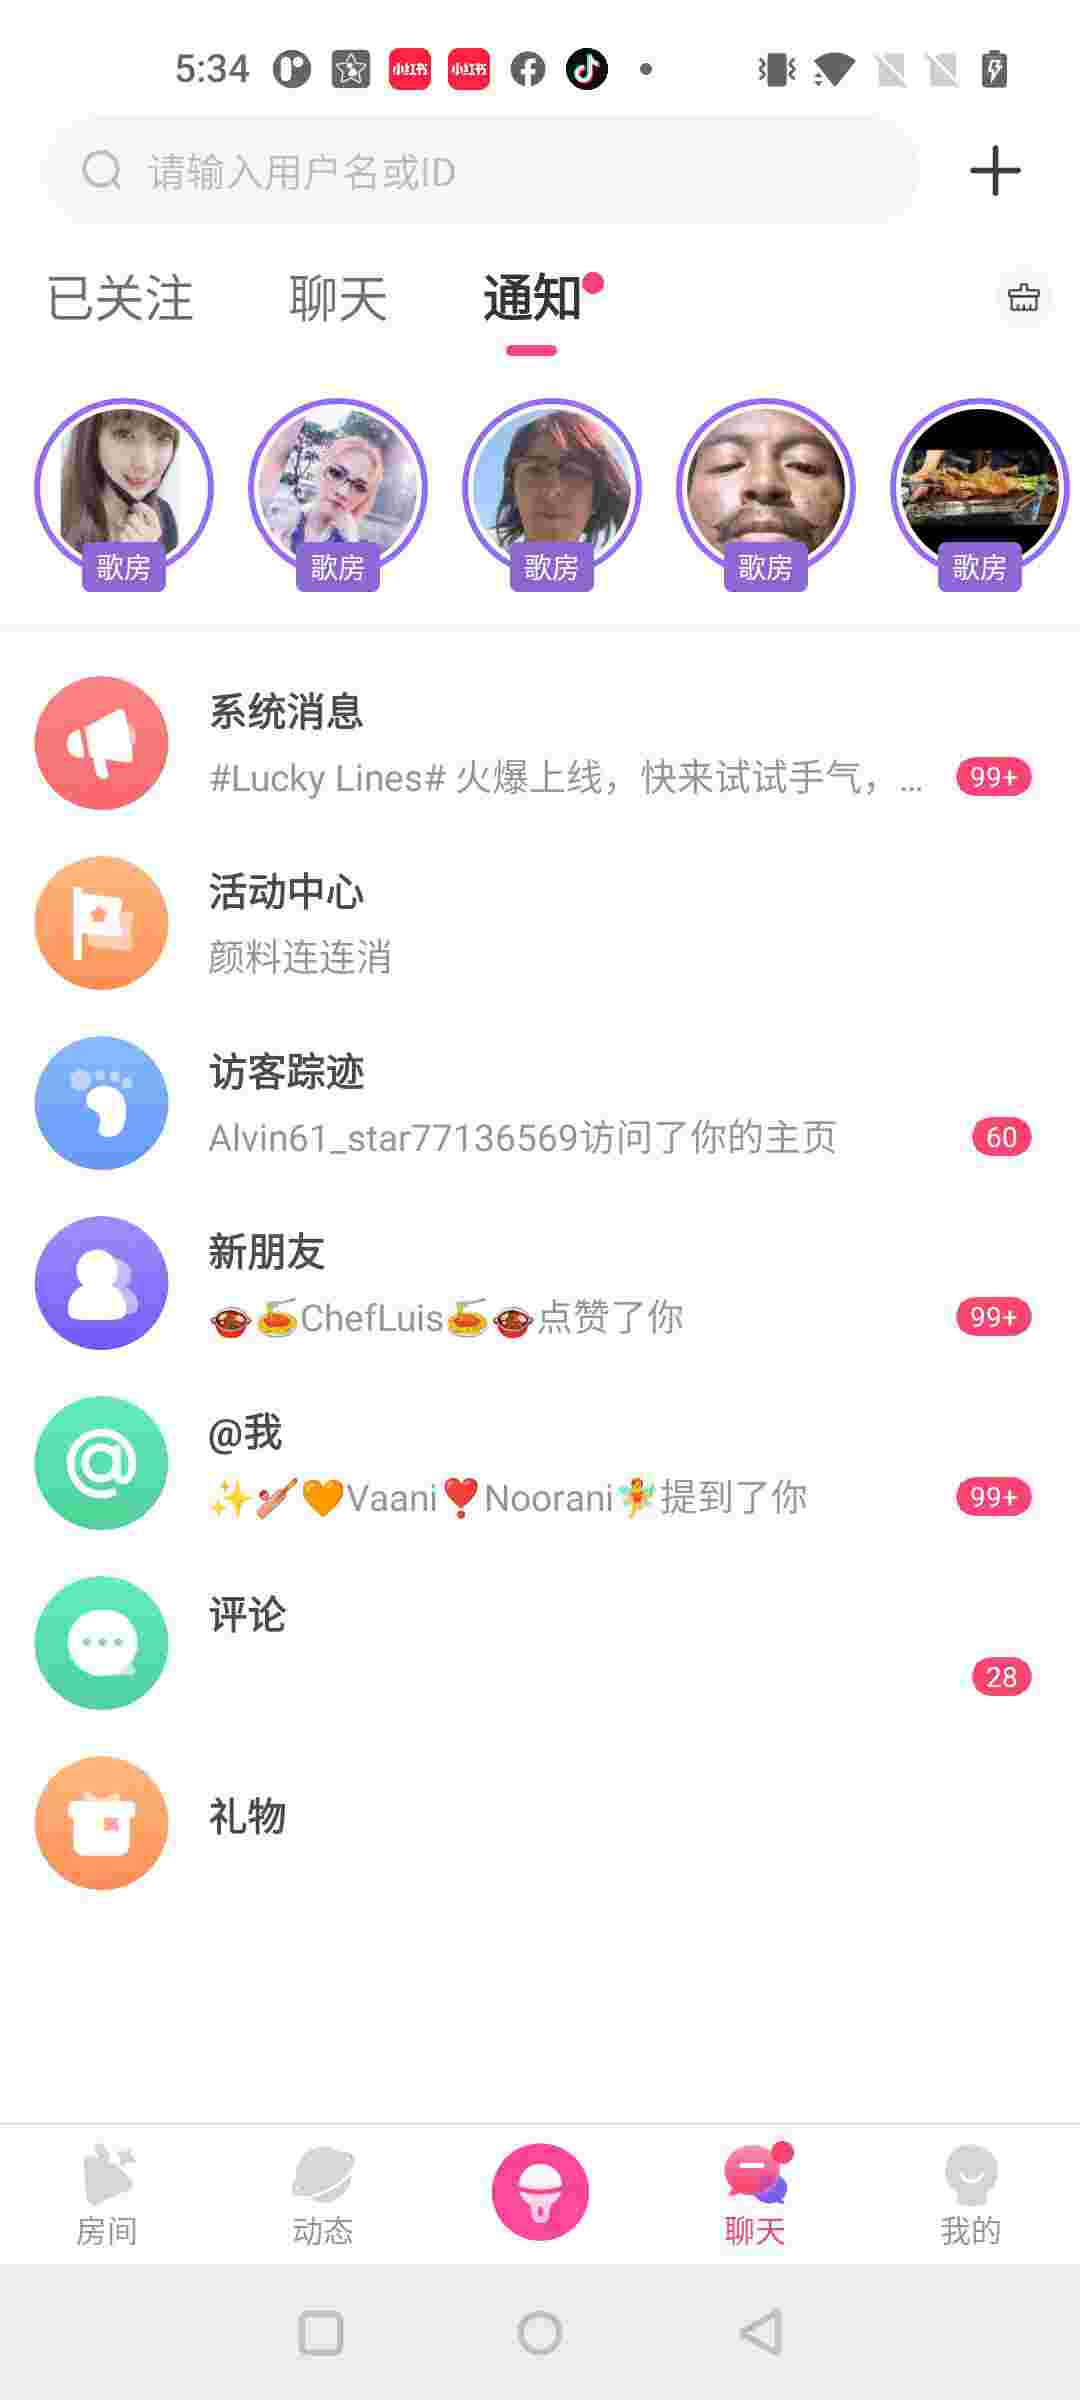 5:34
小红书
小红书
请输入用户名或ID
已关注
聊天
通知
歌房
歌房
歌房
歌房
歌房
系统消息
#Lucky Lines# 火爆上线，快来试试手气，...
99+
活动中心
颜料连连消
访客踪迹
Alvin61_star77136569访问了你的主页
60
新朋友
🍲🍝ChefLuis🍝🍲点赞了你
99+
@我
✨🏏🧡Vaani❣️Noorani🧚提到了你
99+
评论
28
礼物
房间
动态
聊天
我的